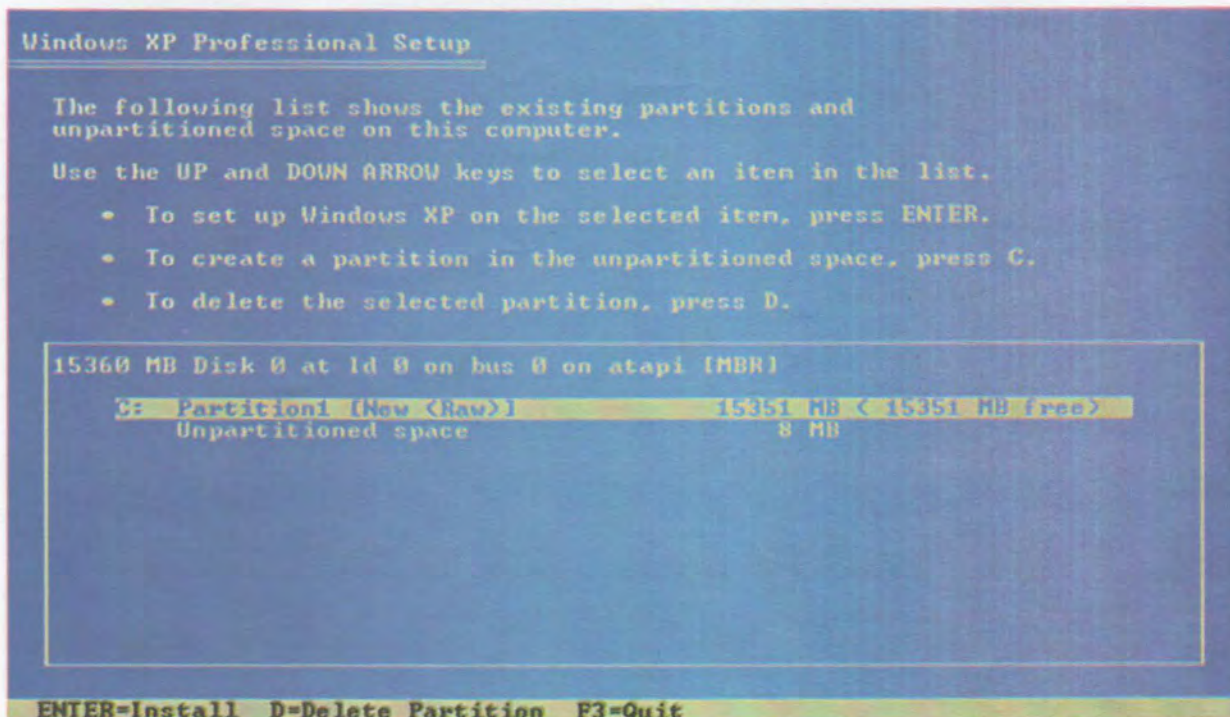 Windows XP Professional Setup
The following list shows the existing partitions and
unpartitioned space on this computer.
Use the UP and DOWN ARROW keys to select an item in the list.
• To set up Windows XP on the selected item, press ENTER.
• To create a partition in the unpartitioned space, press C.
• To delete the selected partition, press D.
15360 MB Disk 0 at Id 0 on bus 0 on atapi [MBR]
C: Partition1 [New (Raw)] 15351 MB ( 15351 MB free)
Unpartitioned space 8 MB
ENTER=Install D=Delete Partition F3=Quit